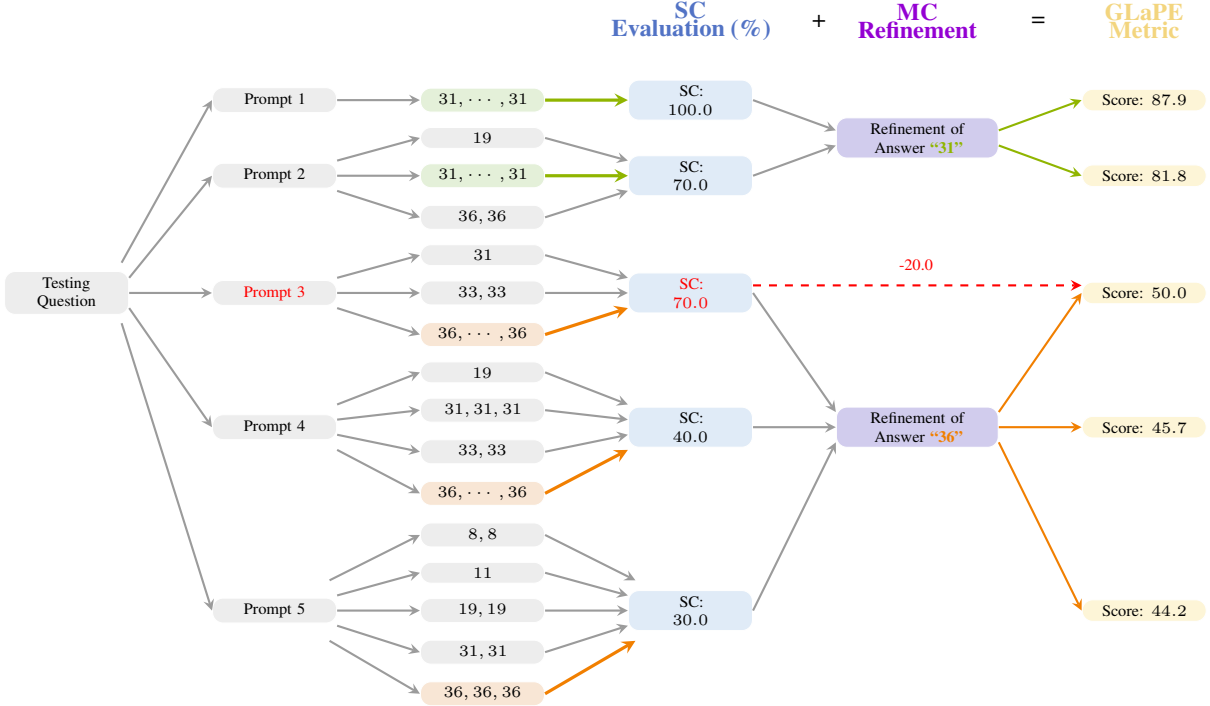 SC
Evaluation (%)
+
MC
Refinement
=
GLaPE
Metric
Testing
Question
Prompt 1
31, · · · , 31
SC:
100.0
Prompt 2
19
31, · · · , 31
36, 36
SC:
70.0
Refinement of
Answer “31”
Score: 87.9
Score: 81.8
Prompt 3
31
33, 33
36, · · · , 36
SC:
70.0
-20.0
Score: 50.0
Prompt 4
19
31, 31, 31
33, 33
36, · · · , 36
SC:
40.0
Refinement of
Answer “36”
Score: 45.7
Prompt 5
8, 8
11
19, 19
31, 31
36, 36, 36
SC:
30.0
Score: 44.2